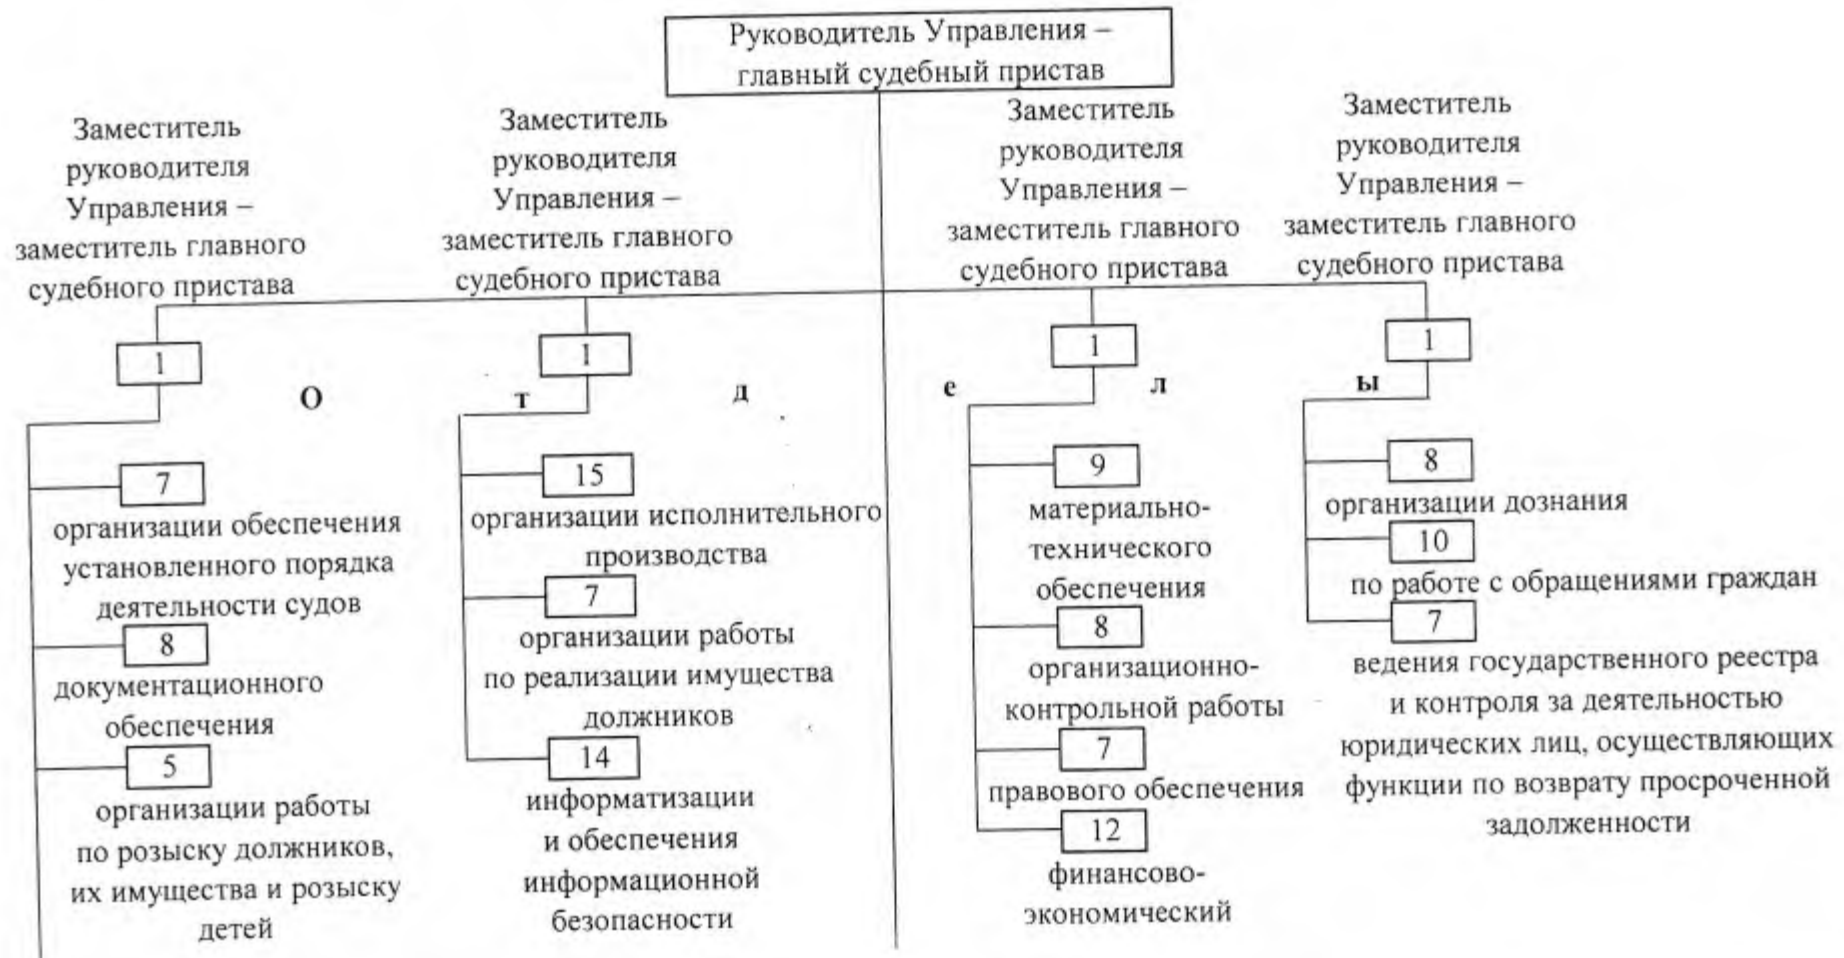 Руководитель Управления –
главный судебный пристав
Заместитель
руководителя
Управления –
заместитель главного
судебного пристава
Заместитель
руководителя
Управления –
заместитель главного
судебного пристава
Заместитель
руководителя
Управления –
заместитель главного
судебного пристава
Заместитель
руководителя
Управления –
заместитель главного
судебного пристава
1
1
1
1
О т д е л ы
7
организации обеспечения
установленного порядка
деятельности судов
8
документационного
обеспечения
5
организации работы
по розыску должников,
их имущества и розыску
детей
15
организации исполнительного
производства
7
организации работы
по реализации имущества
должников
14
информатизации
и обеспечения
информационной
безопасности
9
материально-
технического
обеспечения
8
организационно-
контрольной работы
7
правового обеспечения
12
финансово-
экономический
8
организации дознания
10
по работе с обращениями граждан
7
ведения государственного реестра
и контроля за деятельностью
юридических лиц, осуществляющих
функции по возврату просроченной
задолженности